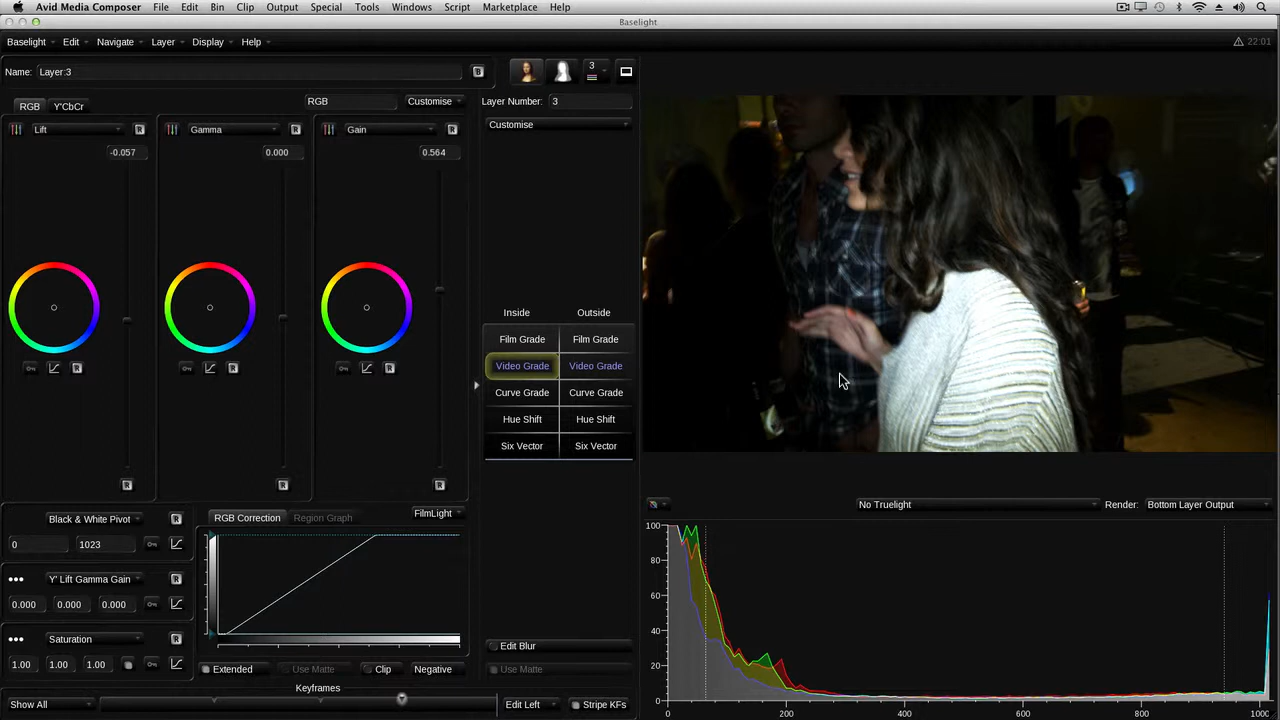 Avid Media Composer File Edit Bin Clip Output Special Tools Windows Script Marketplace Help
Baselight
Baselight Edit Navigate Layer Display Help 22:01
Name: Layer:3 B 3
RGB Y'CbCr RGB Customise Layer Number: 3
Lift R Gamma R Gain R Customise
-0.057 0.000 0.564
Inside Outside
Film Grade Film Grade
Video Grade Video Grade
R R R
Curve Grade Curve Grade
Hue Shift Hue Shift
Six Vector Six Vector
R R R
No Truelight Render: Bottom Layer Output
Black & White Pivot R RGB Correction Region Graph FilmLight
0 1023
Y' Lift Gamma Gain R
0.000 0.000 0.000
Saturation R
1.00 1.00 1.00
Extended Use Matte Clip Negative
Edit Blur
Use Matte
Keyframes
Show All Edit Left Stripe KFs
100
80
60
40
20
0
0 200 400 600 800 1000